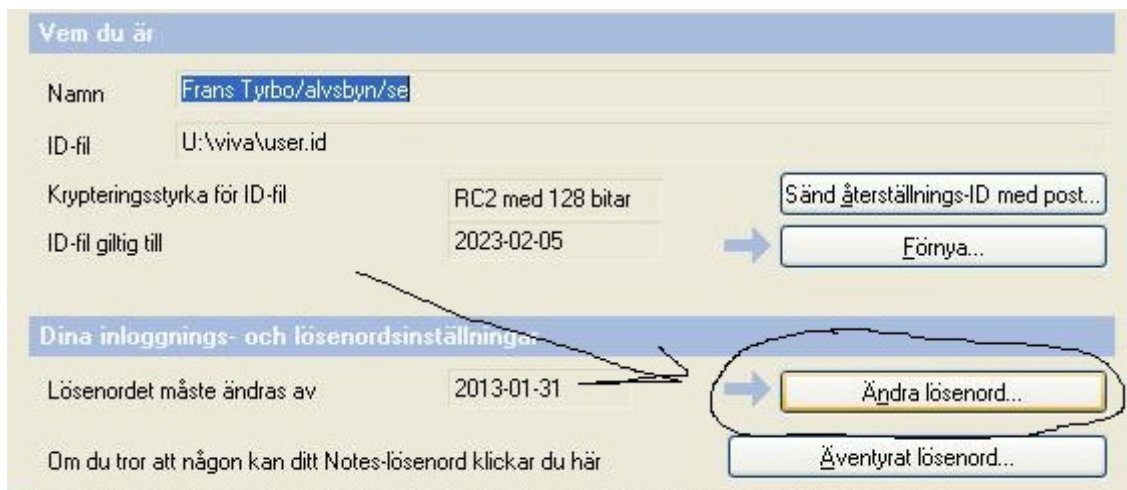 Vem du är
Namn Frans Tyrbo/alvsbyn/se
ID-fil U:\viva\user.id
Krypteringsstyrka för ID-fil RC2 med 128 bitar Sänd återställnings-ID med post...
ID-fil giltig till 2023-02-05 Förnya...
Dina inloggnings- och lösenordsinställningar
Lösenordet måste ändras av 2013-01-31 Ändra lösenord...
Om du tror att någon kan ditt Notes-lösenord klickar du här Äventyrat lösenord...